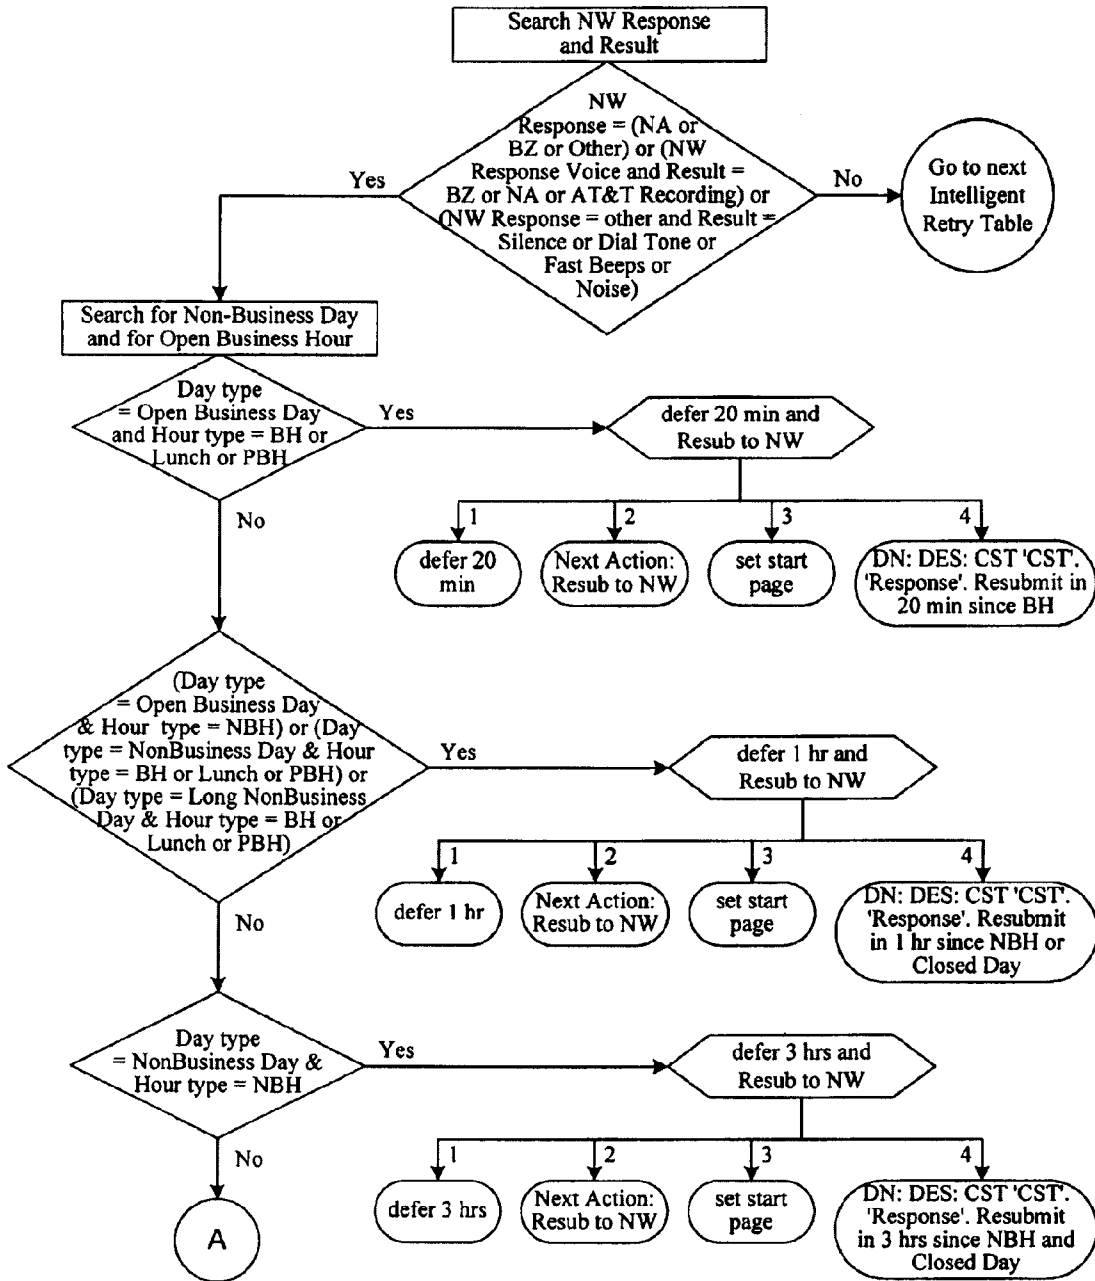 Search NW Response
and Result
NW
Response = (NA or
BZ or Other) or (NW
Response Voice and Result =
BZ or NA or AT&T Recording) or
(NW Response = other and Result =
Silence or Dial Tone or
Fast Beeps or
Noise)
Yes
No
Go to next
Intelligent
Retry Table
Search for Non-Business Day
and for Open Business Hour
Day type
= Open Business Day
and Hour type = BH or
Lunch or PBH
Yes
defer 20 min and
Resub to NW
No
1
2
3
4
defer 20
min
Next Action:
Resub to NW
set start
page
DN: DES: CST 'CST'.
'Response'. Resubmit in
20 min since BH
(Day type
= Open Business Day
& Hour type = NBH) or (Day
type = NonBusiness Day & Hour
type = BH or Lunch or PBH) or
(Day type = Long NonBusiness
Day & Hour type = BH or
Lunch or PBH)
Yes
defer 1 hr and
Resub to NW
1
2
3
4
defer 1 hr
Next Action:
Resub to NW
set start
page
DN: DES: CST 'CST'.
'Response'. Resubmit
in 1 hr since NBH or
Closed Day
No
Day type
= NonBusiness Day &
Hour type = NBH
Yes
defer 3 hrs and
Resub to NW
No
1
2
3
4
defer 3 hrs
Next Action:
Resub to NW
set start
page
DN: DES: CST 'CST'.
'Response'. Resubmit
in 3 hrs since NBH and
Closed Day
A